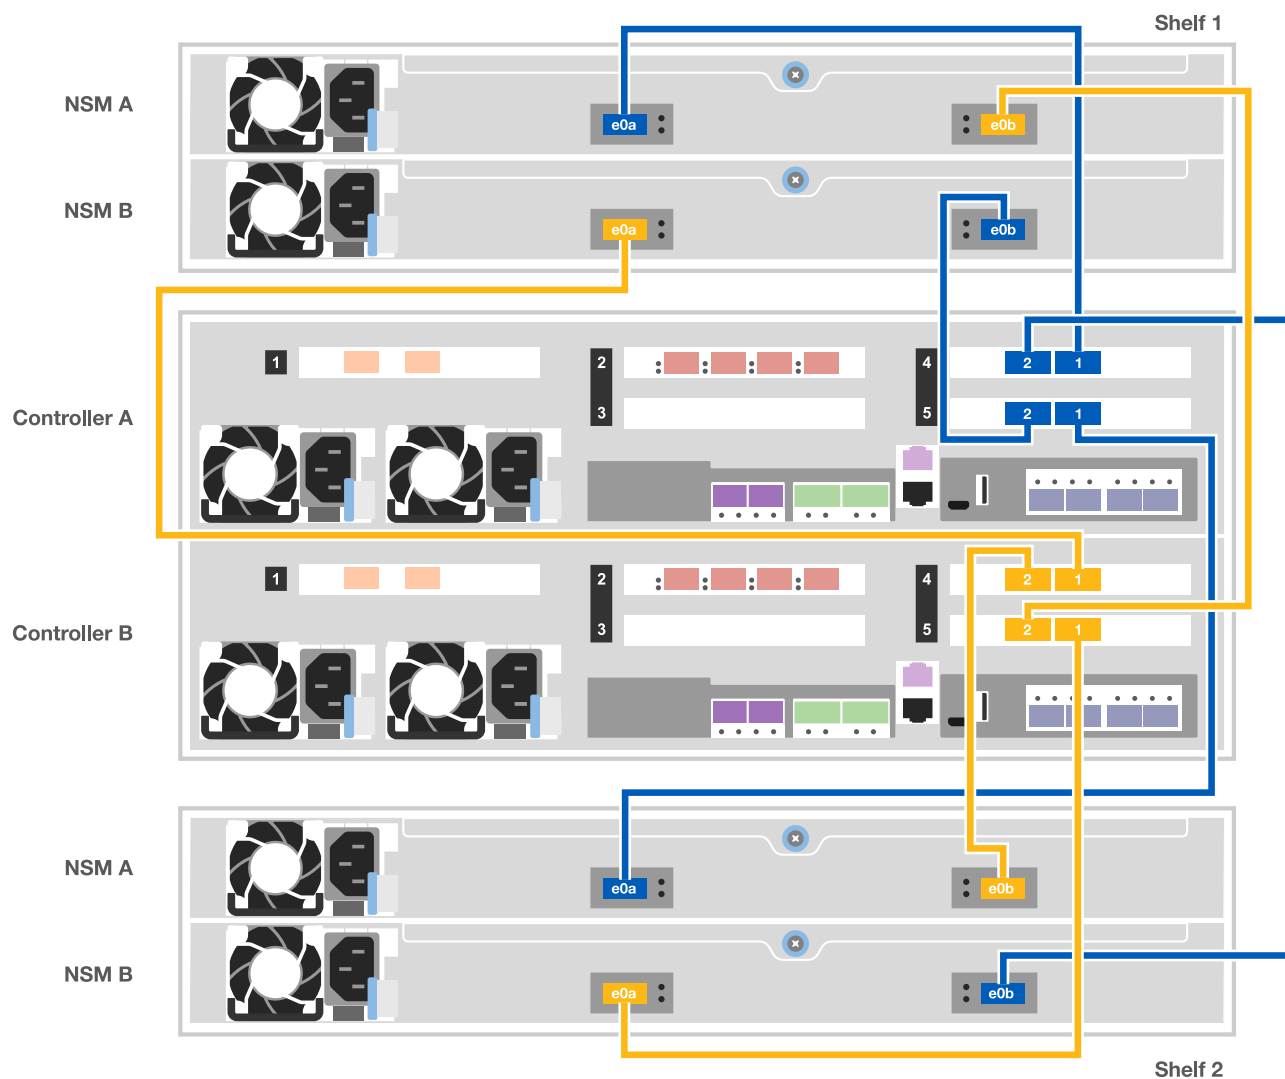 Shelf 1
NSM A
e0a
e0b
NSM B
e0a
e0b
Controller A
1
2
4
2 1
3
5
2 1
Controller B
1
2
4
2 1
3
5
2 1
NSM A
e0a
e0b
NSM B
e0a
e0b
Shelf 2